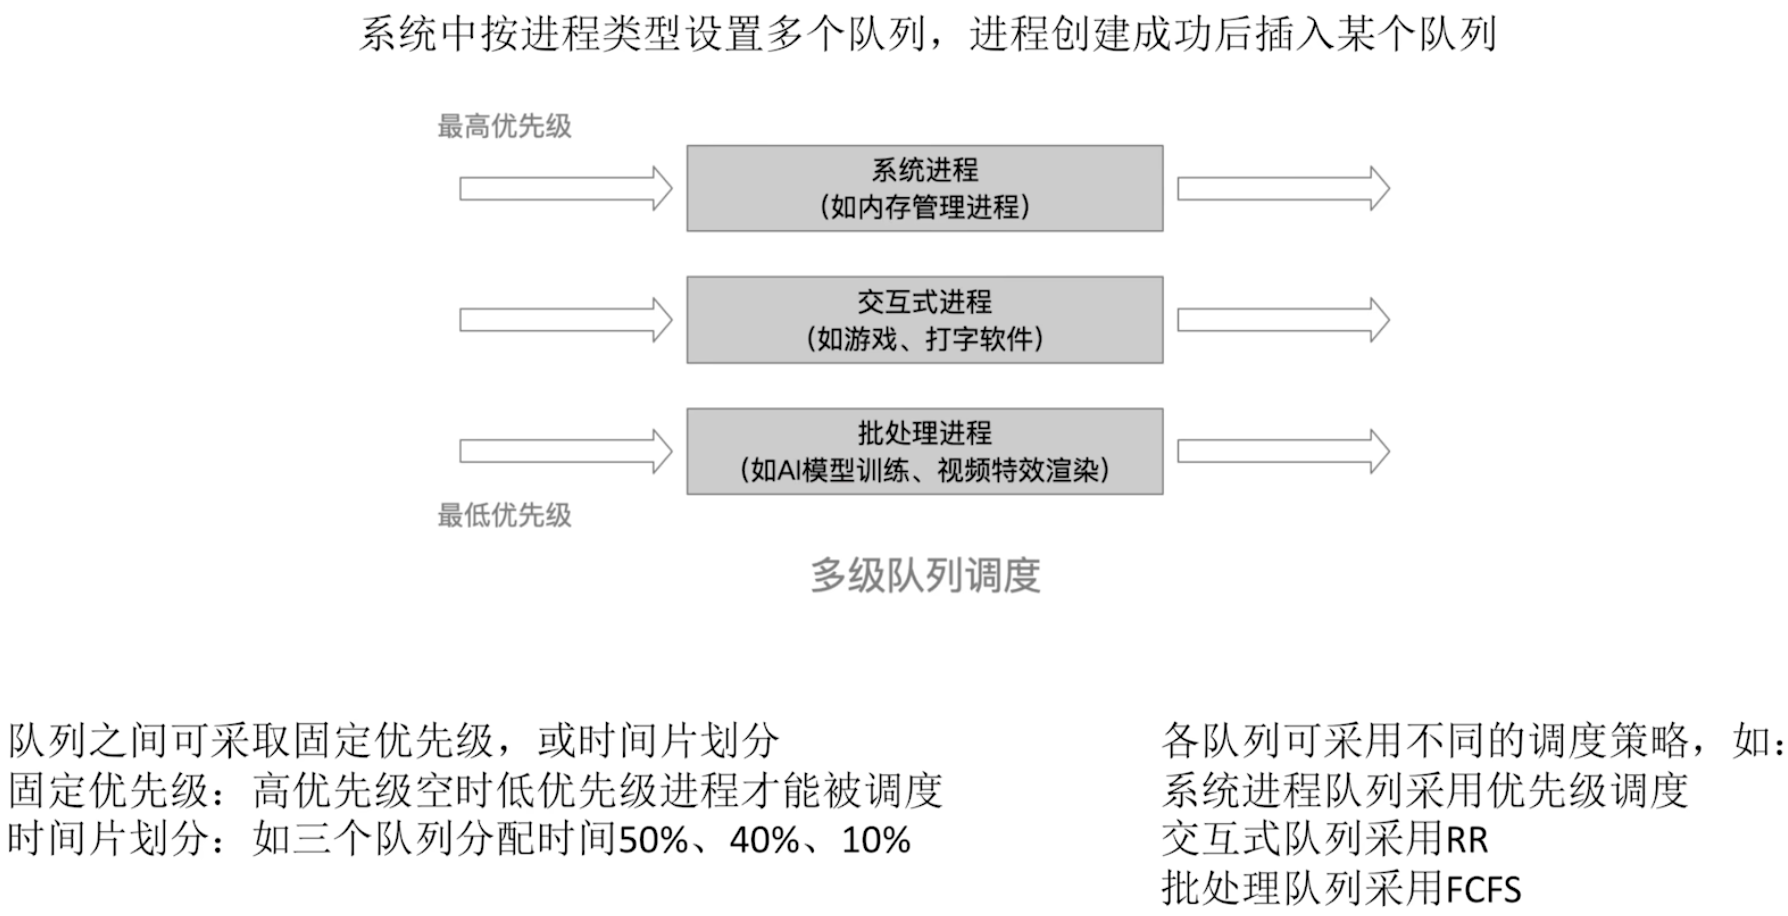 系统中按进程类型设置多个队列，进程创建成功后插入某个队列
最高优先级
系统进程
（如内存管理进程）
交互式进程
（如游戏、打字软件）
批处理进程
（如AI模型训练、视频特效渲染）
最低优先级
多级队列调度
队列之间可采取固定优先级，或时间片划分
固定优先级：高优先级空时低优先级进程才能被调度
时间片划分：如三个队列分配时间50%、40%、10%
各队列可采用不同的调度策略，如：
系统进程队列采用优先级调度
交互式队列采用RR
批处理队列采用FCFS